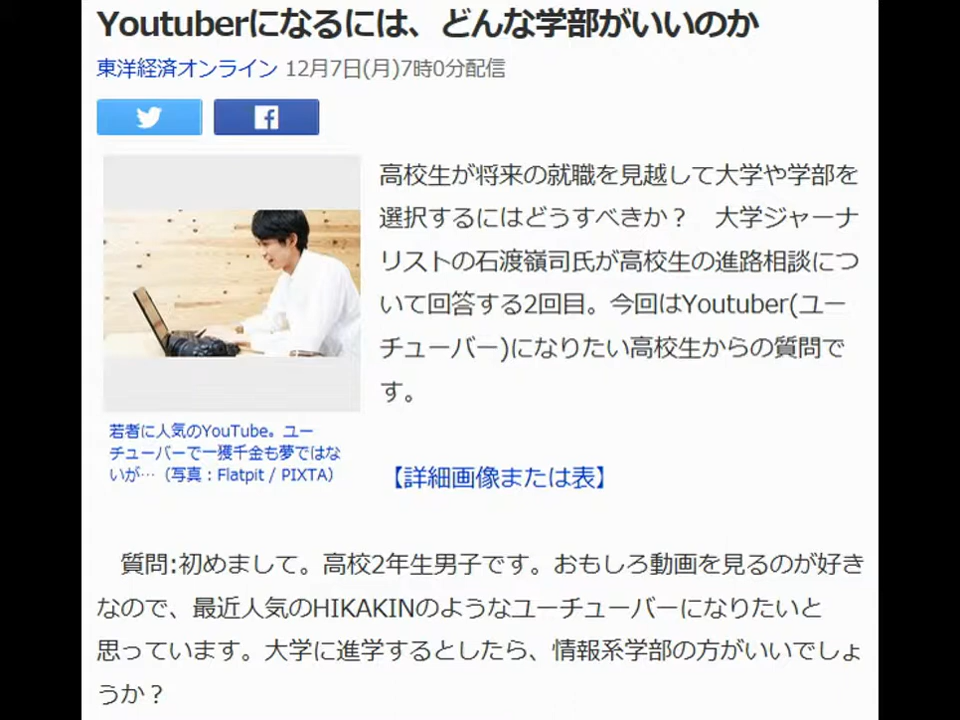 Youtuberになるには、どんな学部がいいのか
東洋経済オンライン 12月7日(月)7時0分配信
高校生が将来の就職を見越して大学や学部を
選択するにはどうすべきか？　大学ジャーナ
リストの石渡嶺司氏が高校生の進路相談につ
いて回答する2回目。今回はYoutuber(ユー
チューバー)になりたい高校生からの質問で
す。
若者に人気のYouTube。ユー
チューバーで一獲千金も夢ではな
いが…（写真：Flatpit / PIXTA）
【詳細画像または表】
質問:初めまして。高校2年生男子です。おもしろ動画を見るのが好き
なので、最近人気のHIKAKINのようなユーチューバーになりたいと
思っています。大学に進学するとしたら、情報系学部の方がいいでしょ
うか？